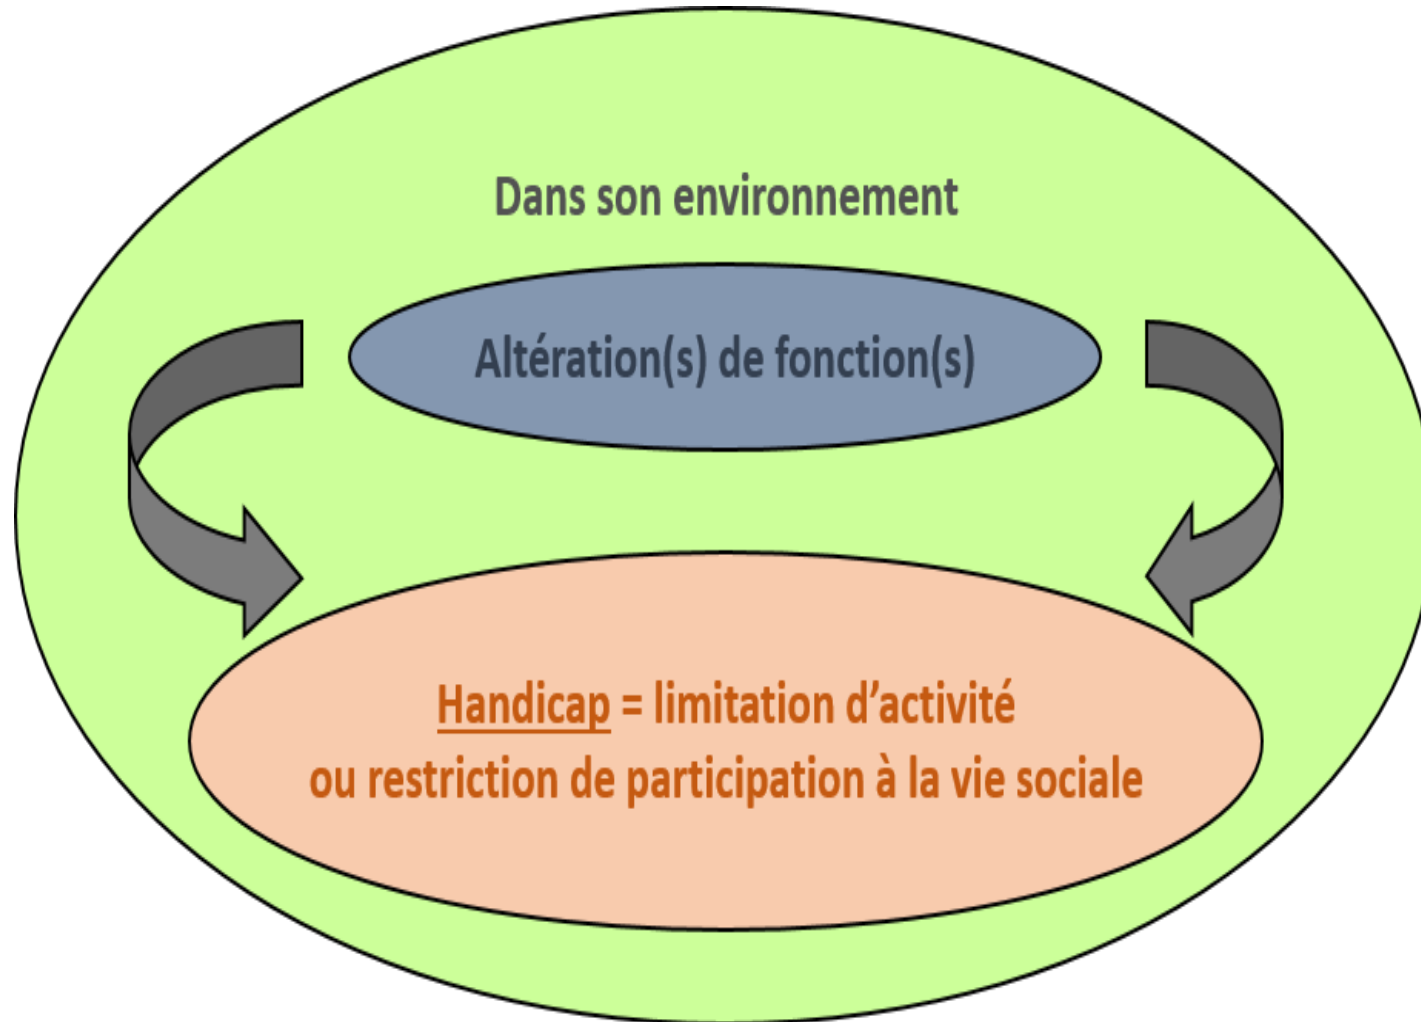 Dans son environnement
Altération(s) de fonction(s)
Handicap = limitation d’activité
ou restriction de participation à la vie sociale